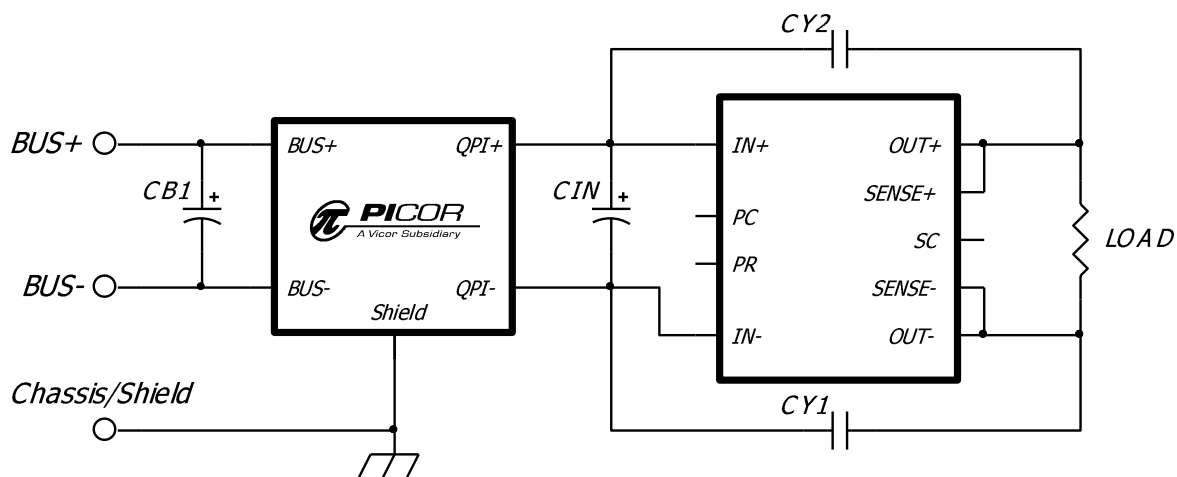 CY2
BUS+
BUS+
QPI+
IN+
OUT+
CB1
+
CIN
+
SENSE+
PICOR
A Vicor Subsidiary
PC
SC
LOAD
PR
BUS-
BUS-
QPI-
SENSE-
Shield
IN-
OUT-
Chassis/Shield
CY1